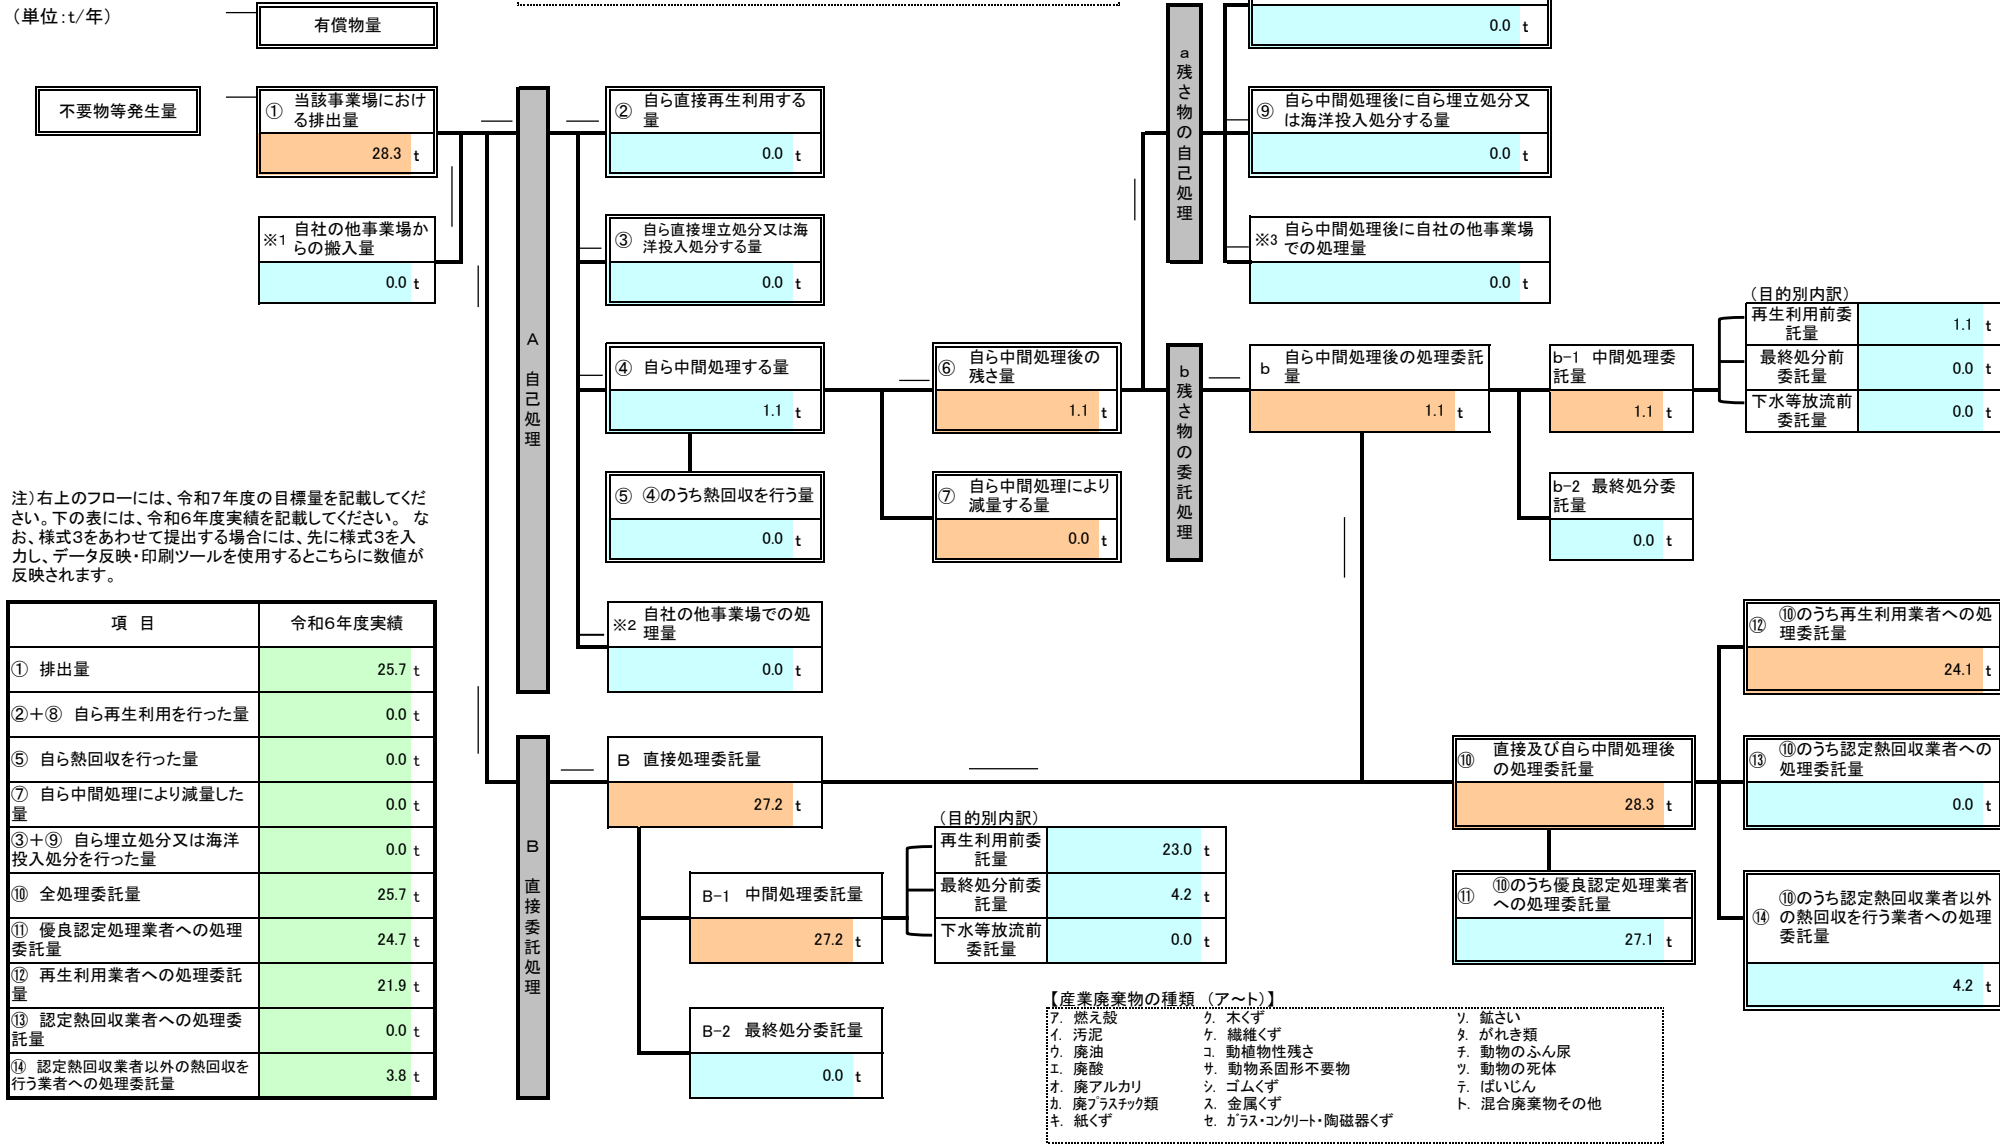 （単位：t/年）
有償物量
0.0 t
不要物等発生量
① 当該事業場におけ
る排出量
28.3 t
※1 自社の他事業場か
らの搬入量
0.0 t
A 自己処理
② 自ら直接再生利用する
量
0.0 t
③ 自ら直接埋立処分又は海
洋投入処分する量
0.0 t
④ 自ら中間処理する量
1.1 t
⑤ ④のうち熱回収を行う量
0.0 t
※2 自社の他事業場での処
理量
0.0 t
⑥ 自ら中間処理後の
残さ量
1.1 t
⑦ 自ら中間処理により
減量する量
0.0 t
a残さ物の自己処理
⑨ 自ら中間処理後に自ら埋立処分又
は海洋投入処分する量
0.0 t
※3 自ら中間処理後に自社の他事業場
での処理量
0.0 t
b残さ物の委託処理
b 自ら中間処理後の処理委託
量
1.1 t
b-1 中間処理委
託量
1.1 t
b-2 最終処分委
託量
0.0 t
（目的別内訳）
再生利用前委
託量
1.1 t
最終処分前
委託量
0.0 t
下水等放流前
委託量
0.0 t
注）右上のフローには、令和７年度の目標量を記載してくだ
さい。下の表には、令和６年度実績を記載してください。 な
お、様式３をあわせて提出する場合には、先に様式３を入
力し、データ反映・印刷ツールを使用するとこちらに数値が
反映されます。
項 目 令和６年度実績
① 排出量 25.7 t
②＋⑧ 自ら再生利用を行った量 0.0 t
⑤ 自ら熱回収を行った量 0.0 t
⑦ 自ら中間処理により減量した
量 0.0 t
③＋⑨ 自ら埋立処分又は海洋
投入処分を行った量 0.0 t
⑩ 全処理委託量 25.7 t
⑪ 優良認定処理業者への処理
委託量 24.7 t
⑫ 再生利用業者への処理委託
量 21.9 t
⑬ 認定熱回収業者への処理委
託量 0.0 t
⑭ 認定熱回収業者以外の熱回収を
行う業者への処理委託量 3.8 t
B 直接委託処理
B 直接処理委託量
27.2 t
B-1 中間処理委託量
27.2 t
B-2 最終処分委託量
0.0 t
（目的別内訳）
再生利用前委
託量
23.0 t
最終処分前委
託量
4.2 t
下水等放流前
委託量
0.0 t
⑩ 直接及び自ら中間処理後
の処理委託量
28.3 t
⑪ ⑩のうち優良認定処理業者
への処理委託量
27.1 t
⑫ ⑩のうち再生利用業者への処
理委託量
24.1 t
⑬ ⑩のうち認定熱回収業者への
処理委託量
0.0 t
⑭ ⑩のうち認定熱回収業者以外
の熱回収を行う業者への処理
委託量
4.2 t
【産業廃棄物の種類 （ア～ト）】
ア. 燃え殻 ク. 木くず ソ. 鉱さい
イ. 汚泥 ケ. 繊維くず タ. がれき類
ウ. 廃油 コ. 動植物性残さ チ. 動物のふん尿
エ. 廃酸 サ. 動物系固形不要物 ツ. 動物の死体
オ. 廃アルカリ シ. ゴムくず テ. ばいじん
カ. 廃プラスチック類 ス. 金属くず ト. 混合廃棄物その他
キ. 紙くず セ. ガラス・コンクリート・陶磁器くず